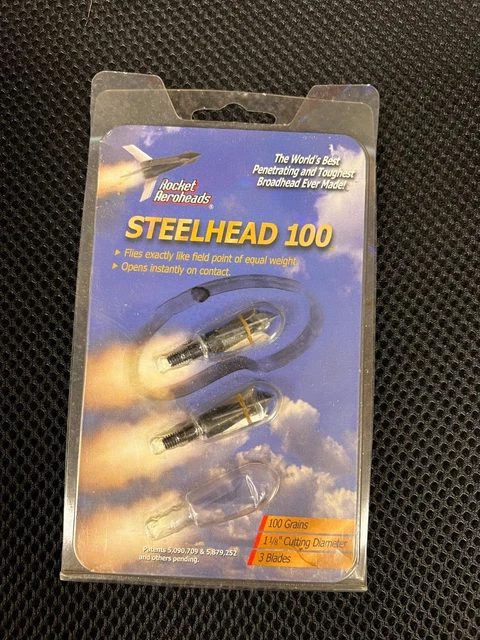 Rocket
Aeroheads®
The World's Best
Penetrating and Toughest
Broadhead Ever Made!
STEELHEAD 100
Flies exactly like field point of equal weight.
Opens instantly on contact.
100 Grains
1 1/8" Cutting Diameter
3 Blades
Patents 5,090,709 & 5,879,252
and others pending.